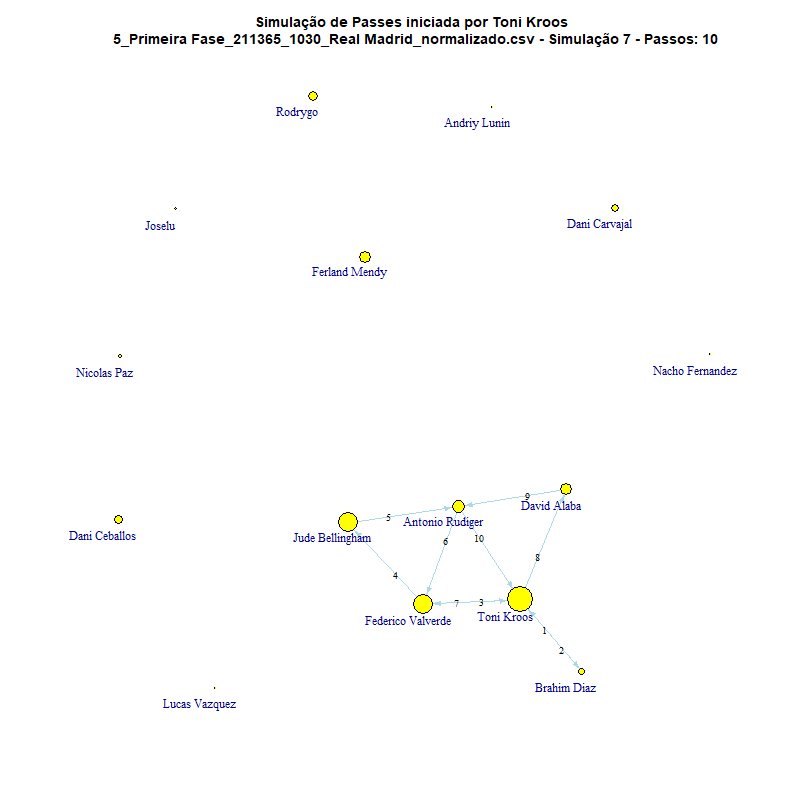 Simulação de Passes iniciada por Toni Kroos
5_Primeira Fase_211365_1030_Real Madrid_normalizado.csv - Simulação 7 - Passos: 10
Rodrygo
Andriy Lunin
Joselu
Dani Carvajal
Ferland Mendy
Nicolas Paz
Nacho Fernandez
9
David Alaba
5
Antonio Rudiger
Dani Ceballos
Jude Bellingham
6
10
8
4
7
3
Federico Valverde
Toni Kroos
1
2
Brahim Diaz
Lucas Vazquez